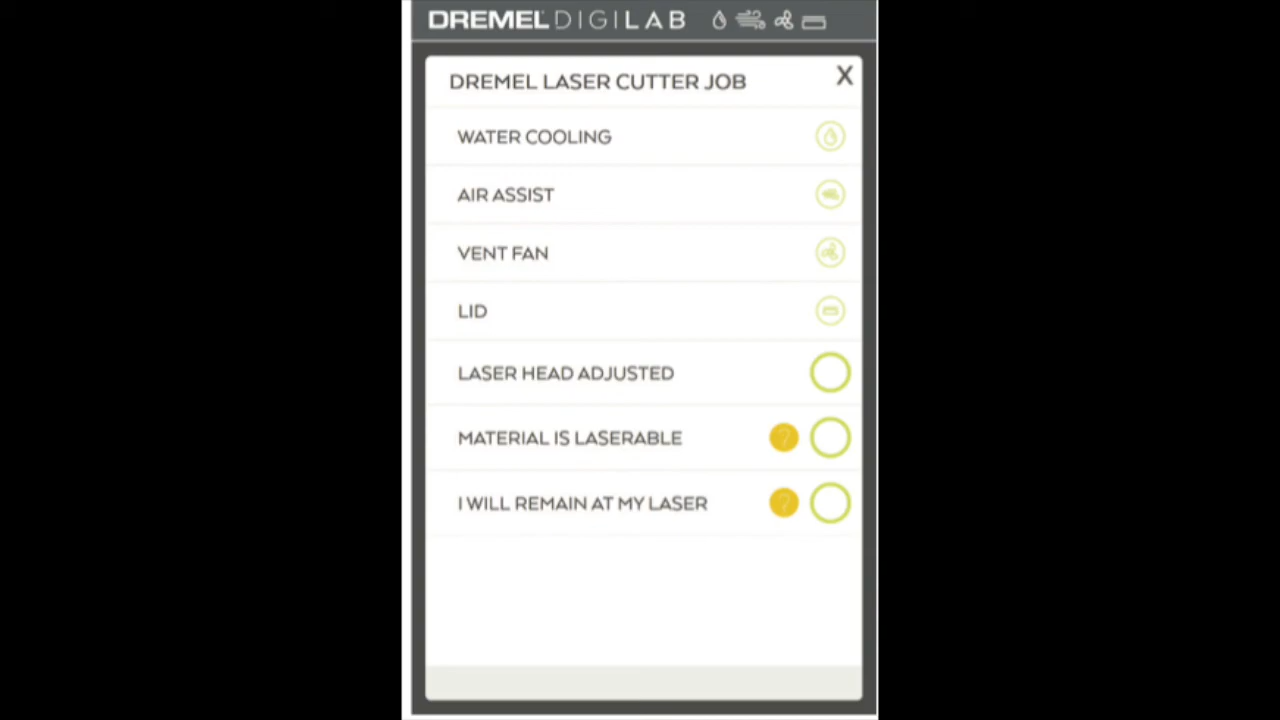 DREMEL DIGILAB
DREMEL LASER CUTTER JOB
X
WATER COOLING
AIR ASSIST
VENT FAN
LID
LASER HEAD ADJUSTED
MATERIAL IS LASERABLE ?
I WILL REMAIN AT MY LASER ?